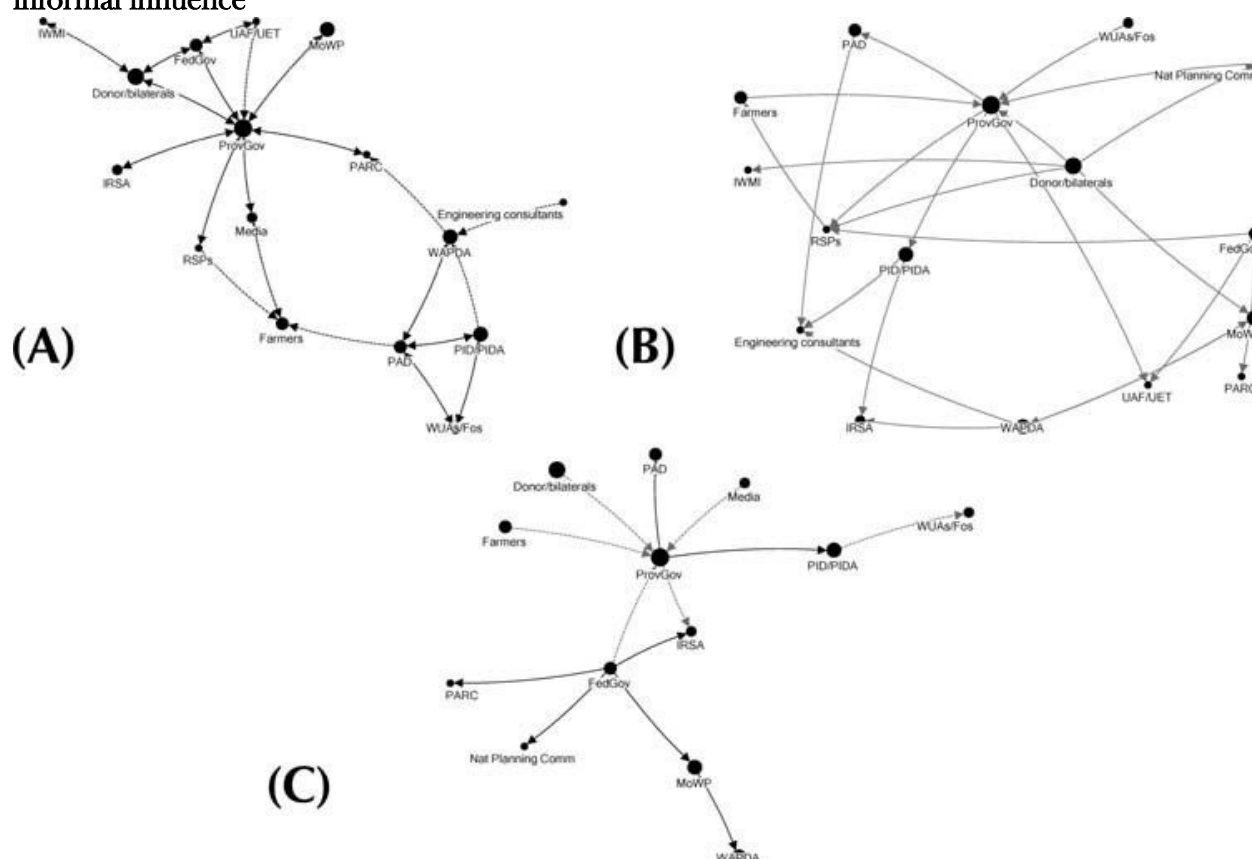 informal influence
IWMI
UAF/UET
MoWP
FedGov
Donor/bilaterals
ProvGov
PARC
IRSA
Engineering consultants
Media
WAPDA
RSPs
Farmers
PAD
PID/PIDA
WUAs/Fos
(A)
PAD
WUAs/Fos
Nat Planning Com
Farmers
ProvGov
IWMI
Donor/bilaterals
RSPs
FedGo
PID/PIDA
Engineering consultants
MoW
PARC
UAF/UET
IRSA
WAPDA
(B)
PAD
Donor/bilaterals
Media
Farmers
WUAs/Fos
ProvGov
PID/PIDA
IRSA
FedGov
PARC
Nat Planning Comm
MoWP
WAPDA
(C)